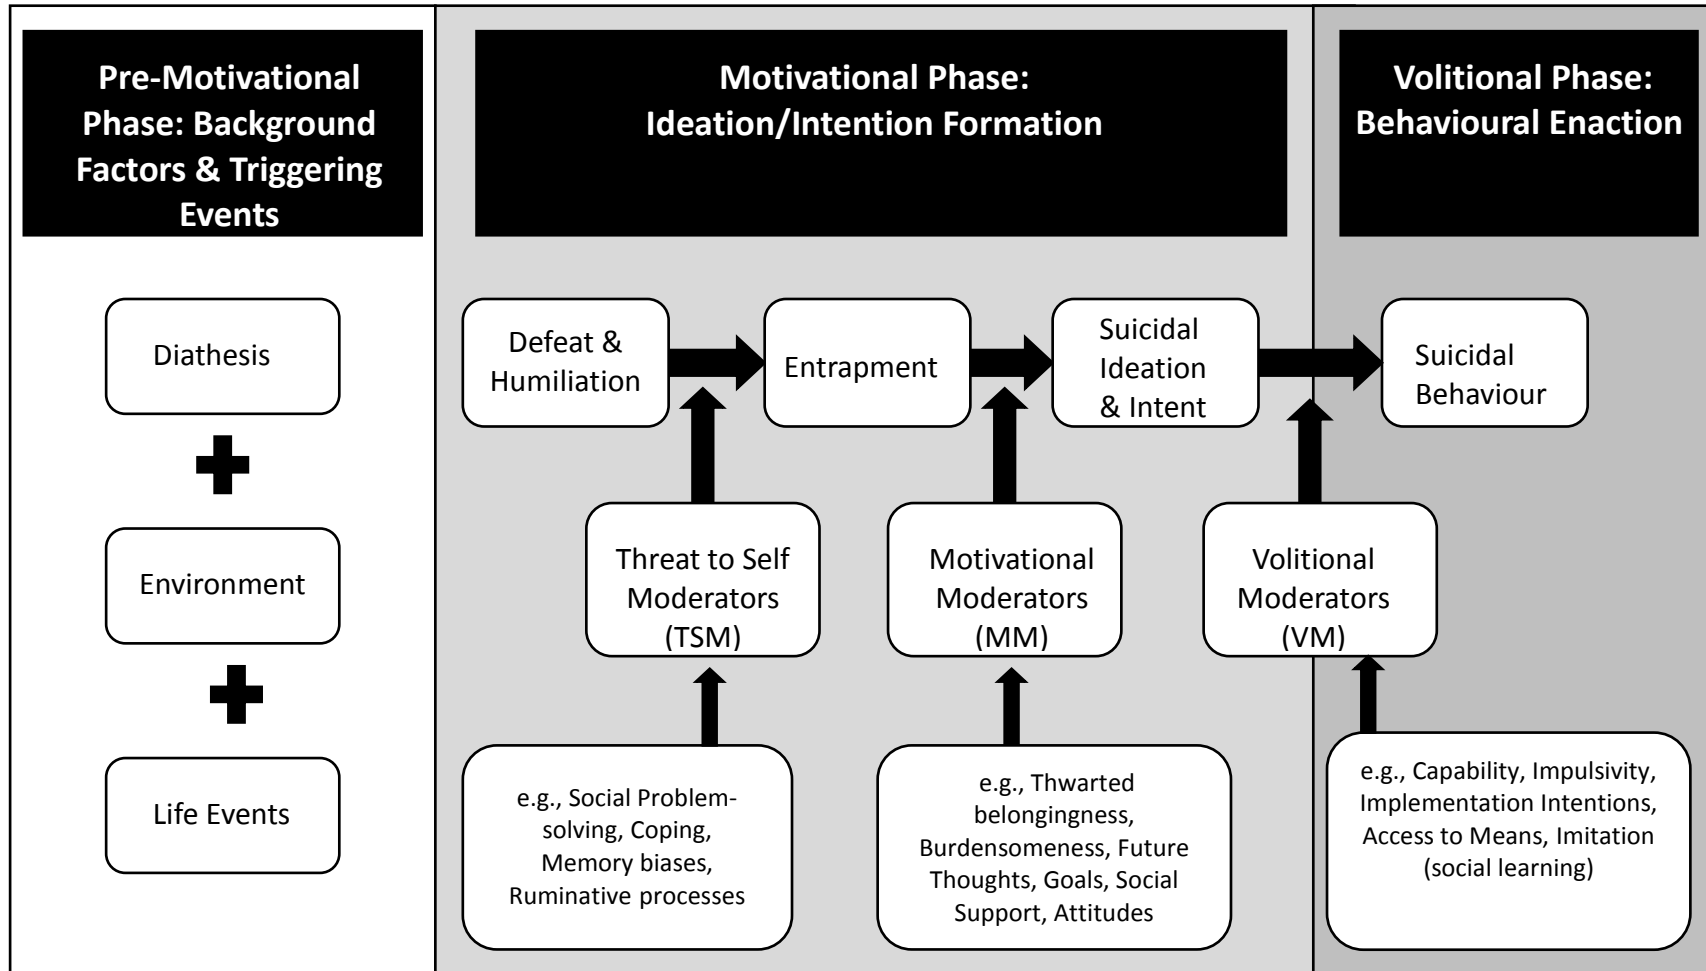 Pre-Motivational
Phase: Background
Factors & Triggering
Events
Motivational Phase:
Ideation/Intention Formation
Volitional Phase:
Behavioural Enaction
Diathesis
Environment
Life Events
Defeat &
Humiliation
Entrapment
Suicidal
Ideation
& Intent
Suicidal
Behaviour
Threat to Self
Moderators
(TSM)
Motivational
Moderators
(MM)
Volitional
Moderators
(VM)
e.g., Social Problem-
solving, Coping,
Memory biases,
Ruminative processes
e.g., Thwarted
belongingness,
Burdensomeness, Future
Thoughts, Goals, Social
Support, Attitudes
e.g., Capability, Impulsivity,
Implementation Intentions,
Access to Means, Imitation
(social learning)